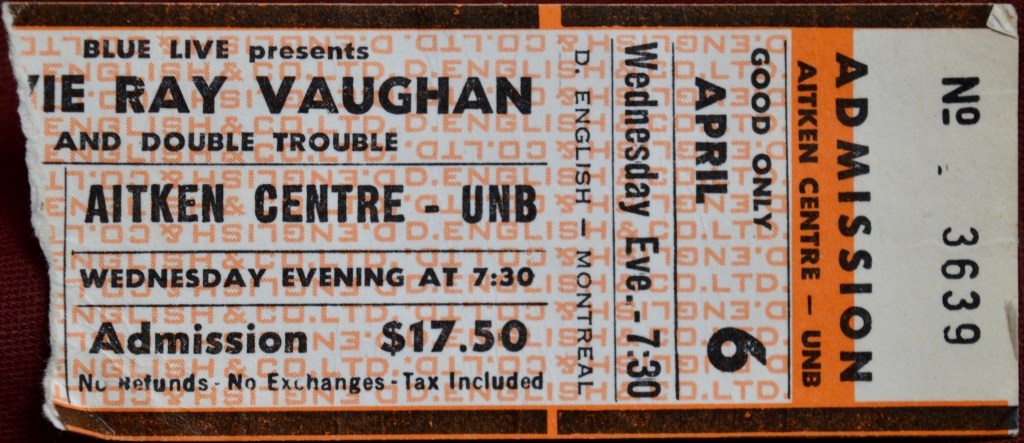 BLUE LIVE presents
VIE RAY VAUGHAN
AND DOUBLE TROUBLE
AITKEN CENTRE - UNB
WEDNESDAY EVENING AT 7:30
Admission $17.50
No Refunds - No Exchanges - Tax Included
D. ENGLISH — MONTREAL
Wednesday Eve. - 7:30
APRIL 6
GOOD ONLY
AITKEN CENTRE — UNB
ADMISSION
No. 3639